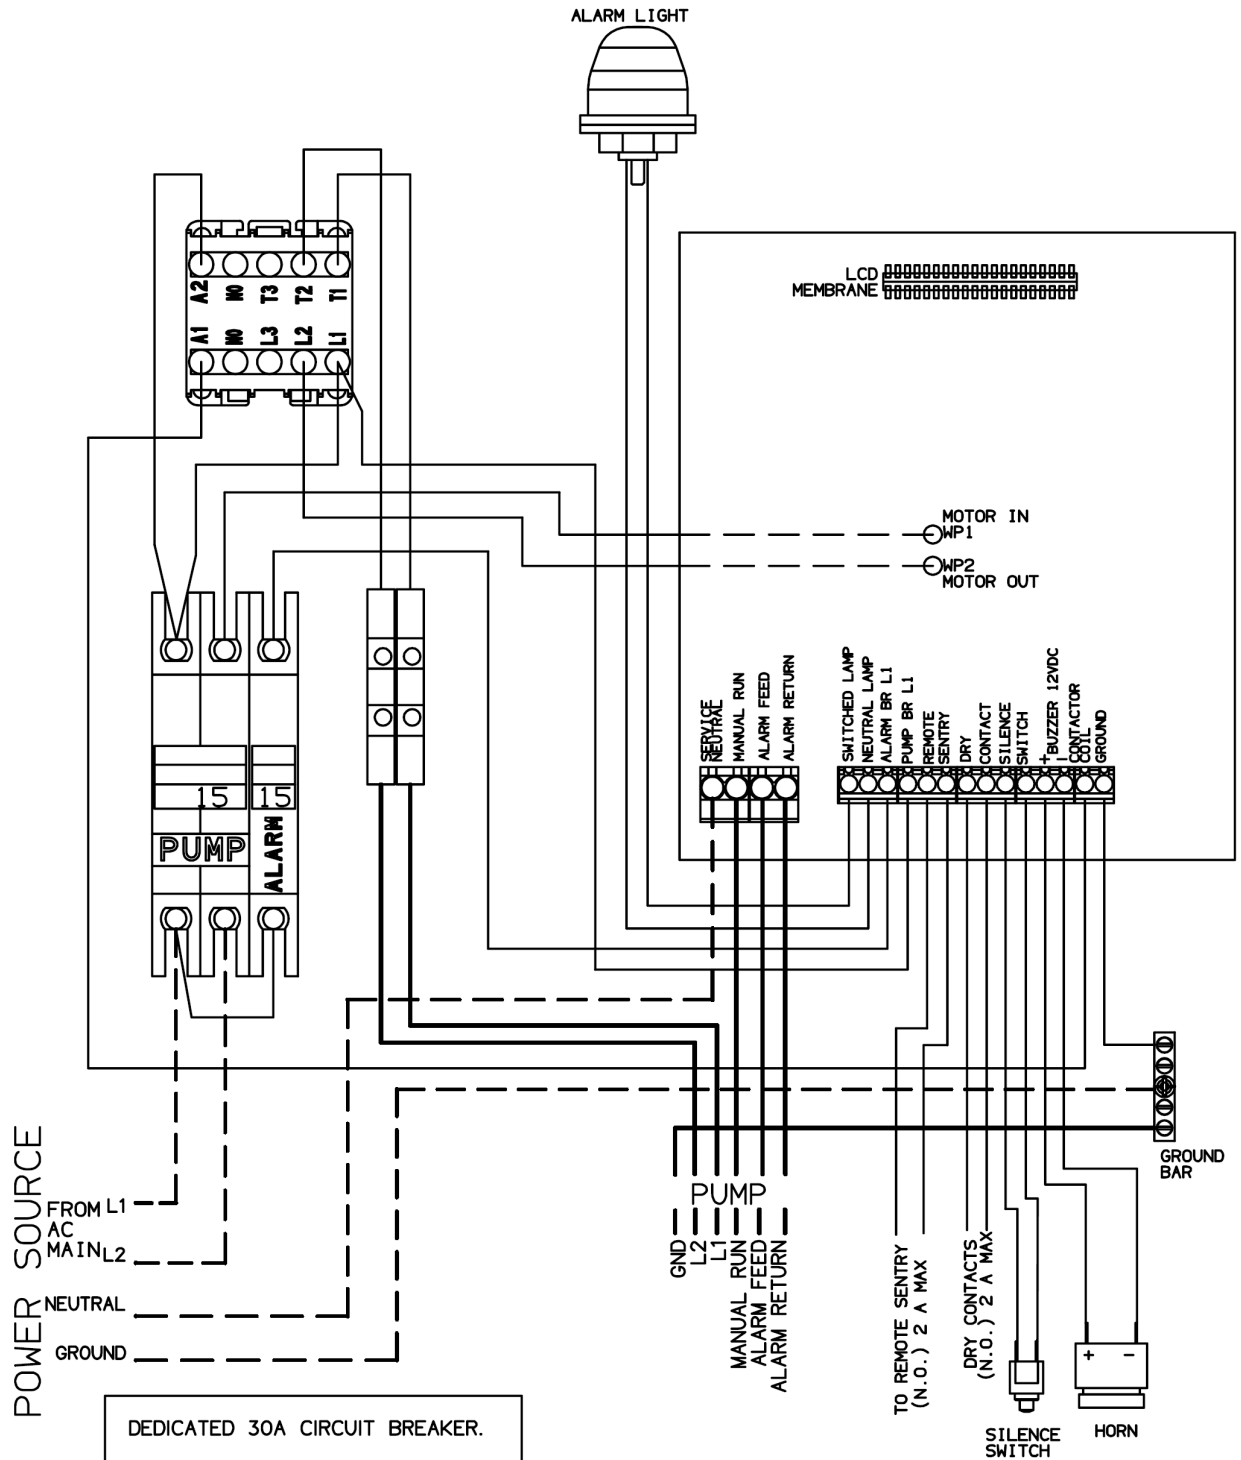 ALARM LIGHT
A2
NO
T3
T2
T1
A1
NO
L3
L2
L1
LCD
MEMBRANE
MOTOR IN
WP1
WP2
MOTOR OUT
SERVICE
NEUTRAL
MANUAL RUN
ALARM FEED
ALARM RETURN
SWITCHED LAMP
NEUTRAL LAMP
ALARM BR L1
PUMP BR L1
REMOTE
SENTRY
DRY
CONTACT
SILENCE
SWITCH
+
BUZZER 12VDC
−
CONTACTOR
COIL
GROUND
15
15
PUMP
ALARM
GROUND
BAR
POWER SOURCE
FROM L1
AC
MAIN L2
NEUTRAL
GROUND
PUMP
GND
L2
L1
MANUAL RUN
ALARM FEED
ALARM RETURN
TO REMOTE SENTRY
(N.O.) 2 A MAX
DRY CONTACTS
(N.O.) 2 A MAX
+ −
SILENCE
SWITCH
HORN
DEDICATED 30A CIRCUIT BREAKER.